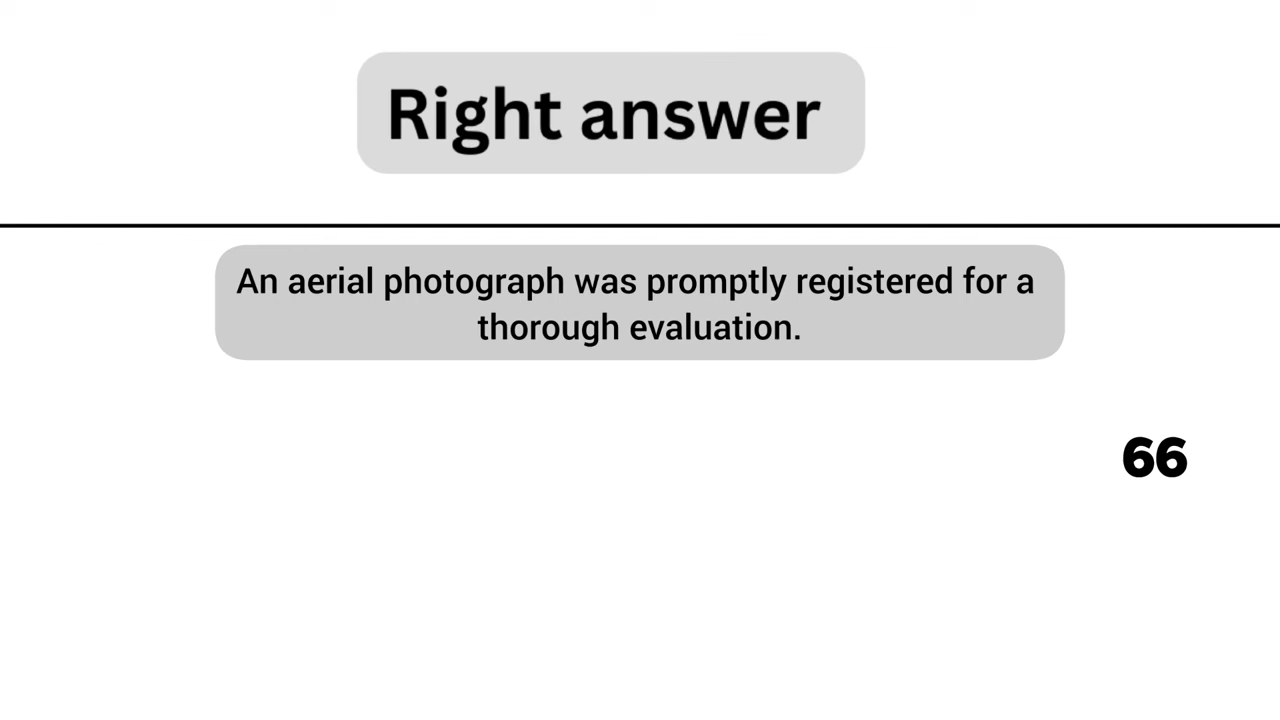 Right answer
An aerial photograph was promptly registered for a
thorough evaluation.
66